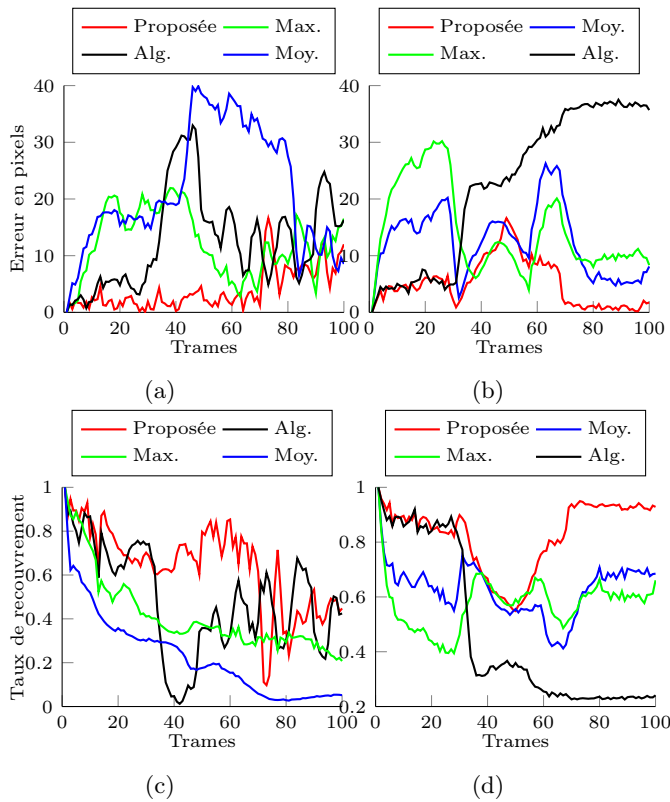 Proposée Max.
Alg. Moy.
Proposée Moy.
Max. Alg.
Erreur en pixels
40
30
20
10
0
0 20 40 60 80 100
Trames
(a)
40
30
20
10
0
0 20 40 60 80 100
Trames
(b)
Proposée Alg.
Max. Moy.
Proposée Moy.
Max. Alg.
Taux de recouvrement
1
0.8
0.6
0.4
0.2
0
0 20 40 60 80 100
Trames
(c)
1
0.8
0.6
0.4
0.2
0 20 40 60 80 100
Trames
(d)